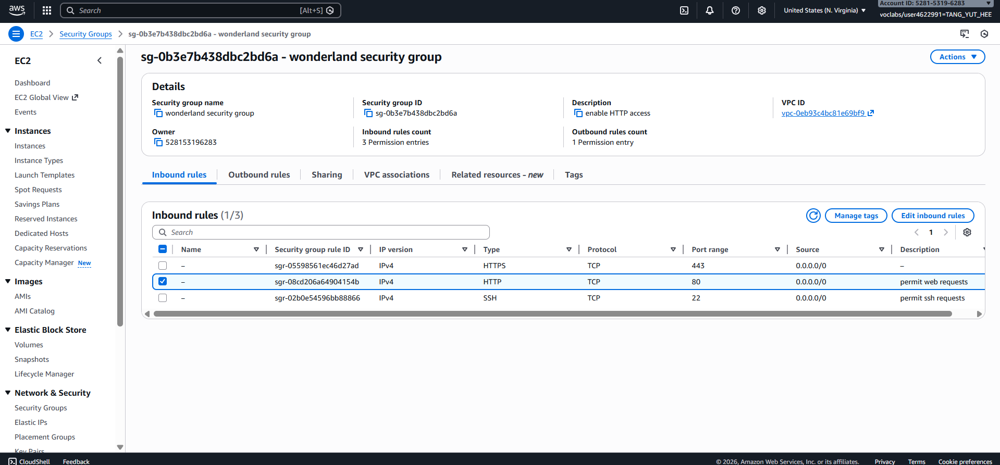 aws
Search
[Alt+S]
United States (N. Virginia)
Account ID: 5281-5319-6283
voclabs/user4622991=TANG_YUT_HEE
EC2
Security Groups
sg-0b3e7b438dbc2bd6a - wonderland security group
EC2
Dashboard
EC2 Global View
Events
Instances
Instances
Instance Types
Launch Templates
Spot Requests
Savings Plans
Reserved Instances
Dedicated Hosts
Capacity Reservations
Capacity Manager New
Images
AMIs
AMI Catalog
Elastic Block Store
Volumes
Snapshots
Lifecycle Manager
Network & Security
Security Groups
Elastic IPs
Placement Groups
Key Pairs
sg-0b3e7b438dbc2bd6a - wonderland security group
Actions
Details
Security group name
wonderland security group
Security group ID
sg-0b3e7b438dbc2bd6a
Description
enable HTTP access
VPC ID
vpc-0eb93c4bc81e69bf9
Owner
528153196283
Inbound rules count
3 Permission entries
Outbound rules count
1 Permission entry
Inbound rules
Outbound rules
Sharing
VPC associations
Related resources - new
Tags
Inbound rules (1/3)
Manage tags
Edit inbound rules
Search
1
Name Security group rule ID IP version Type Protocol Port range Source Description
– sgr-05598561ec46d27ad IPv4 HTTPS TCP 443 0.0.0.0/0 –
– sgr-08cd206a64904154b IPv4 HTTP TCP 80 0.0.0.0/0 permit web requests
– sgr-02b0e54596bb88866 IPv4 SSH TCP 22 0.0.0.0/0 permit ssh requests
CloudShell
Feedback
© 2026, Amazon Web Services, Inc. or its affiliates.
Privacy
Terms
Cookie preferences